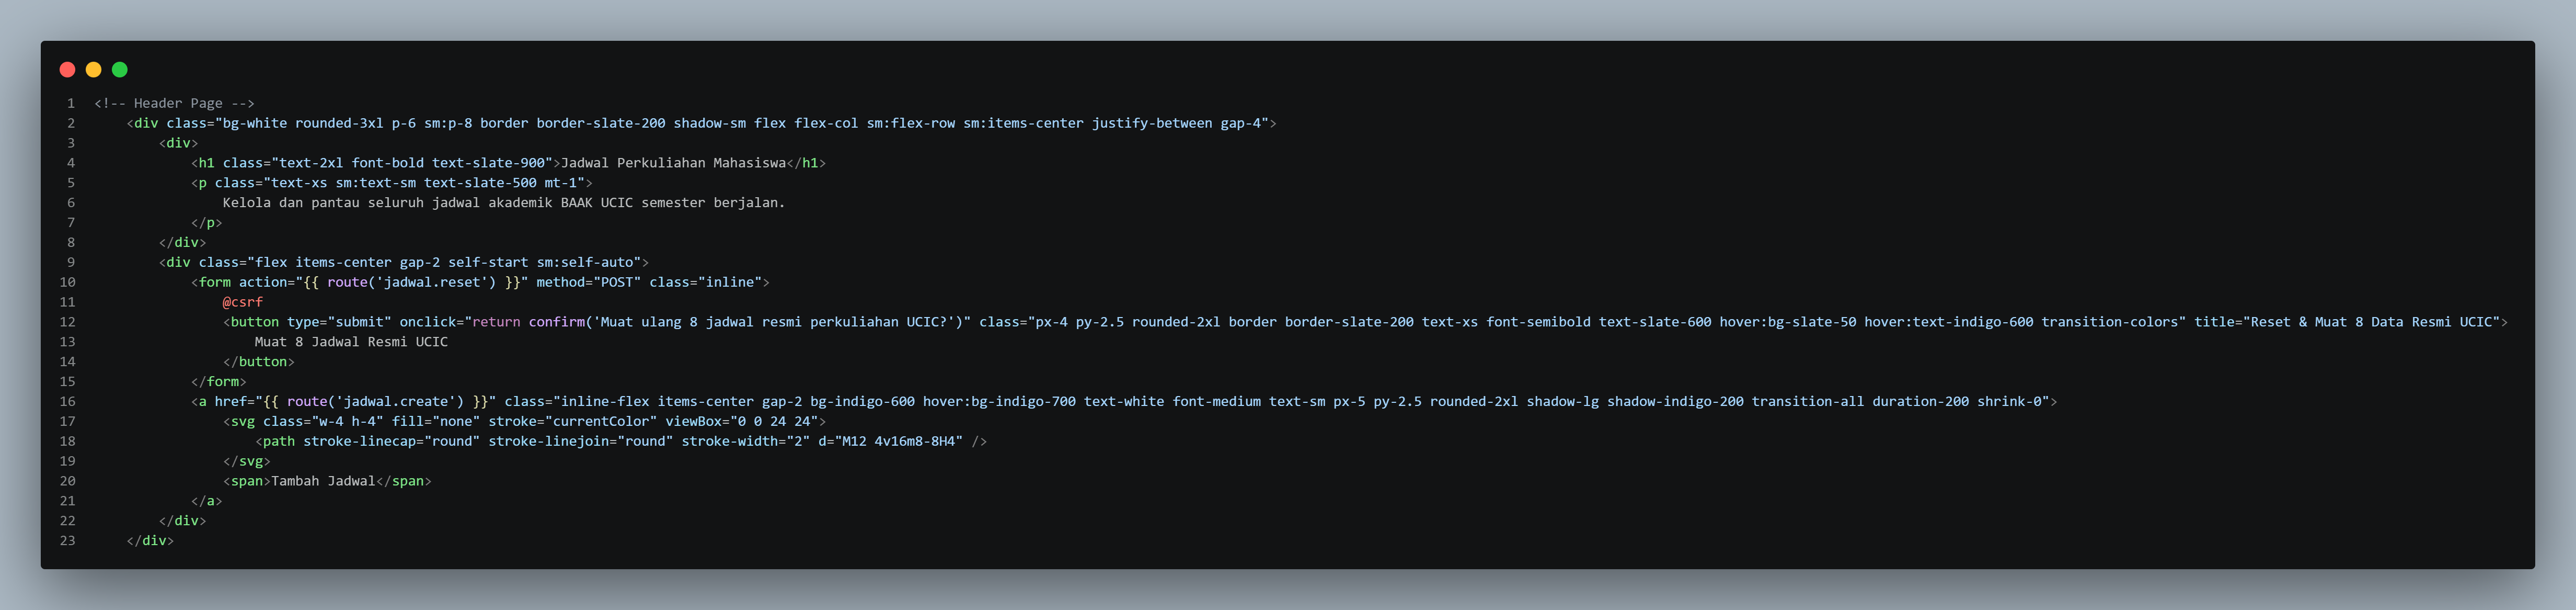 1 <!-- Header Page -->
2     <div class="bg-white rounded-3xl p-6 sm:p-8 border border-slate-200 shadow-sm flex flex-col sm:flex-row sm:items-center justify-between gap-4">
3         <div>
4             <h1 class="text-2xl font-bold text-slate-900">Jadwal Perkuliahan Mahasiswa</h1>
5             <p class="text-xs sm:text-sm text-slate-500 mt-1">
6                 Kelola dan pantau seluruh jadwal akademik BAAK UCIC semester berjalan.
7             </p>
8         </div>
9         <div class="flex items-center gap-2 self-start sm:self-auto">
10             <form action="{{ route('jadwal.reset') }}" method="POST" class="inline">
11                 @csrf
12                 <button type="submit" onclick="return confirm('Muat ulang 8 jadwal resmi perkuliahan UCIC?')" class="px-4 py-2.5 rounded-2xl border border-slate-200 text-xs font-semibold text-slate-600 hover:bg-slate-50 hover:text-indigo-600 transition-colors" title="Reset & Muat 8 Data Resmi UCIC">
13                     Muat 8 Jadwal Resmi UCIC
14                 </button>
15             </form>
16             <a href="{{ route('jadwal.create') }}" class="inline-flex items-center gap-2 bg-indigo-600 hover:bg-indigo-700 text-white font-medium text-sm px-5 py-2.5 rounded-2xl shadow-lg shadow-indigo-200 transition-all duration-200 shrink-0">
17                 <svg class="w-4 h-4" fill="none" stroke="currentColor" viewBox="0 0 24 24">
18                     <path stroke-linecap="round" stroke-linejoin="round" stroke-width="2" d="M12 4v16m8-8H4" />
19                 </svg>
20                 <span>Tambah Jadwal</span>
21             </a>
22         </div>
23     </div>